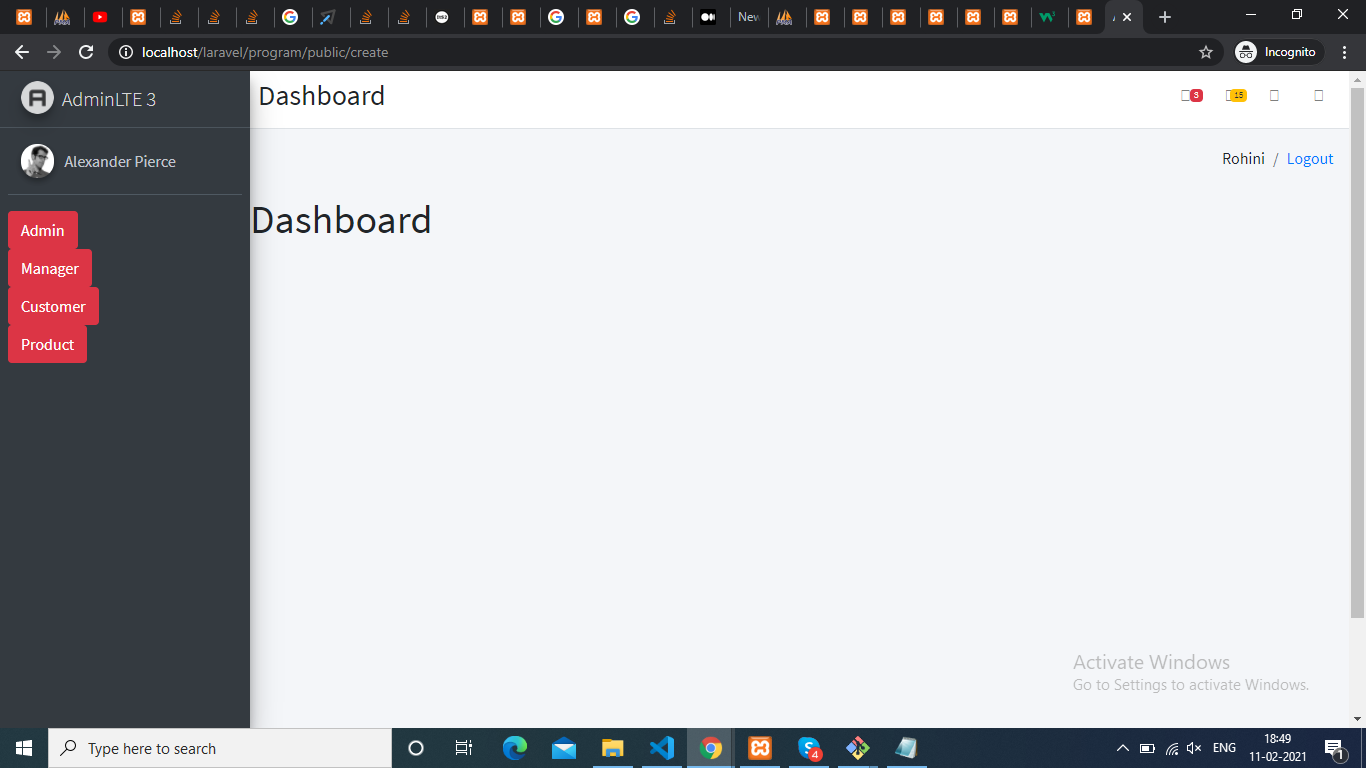 New
localhost/laravel/program/public/create
Incognito
AdminLTE 3
Dashboard
3
15
Alexander Pierce
Rohini / Logout
Dashboard
Admin
Manager
Customer
Product
Activate Windows
Go to Settings to activate Windows.
Type here to search
4
ENG
18:49
11-02-2021
1